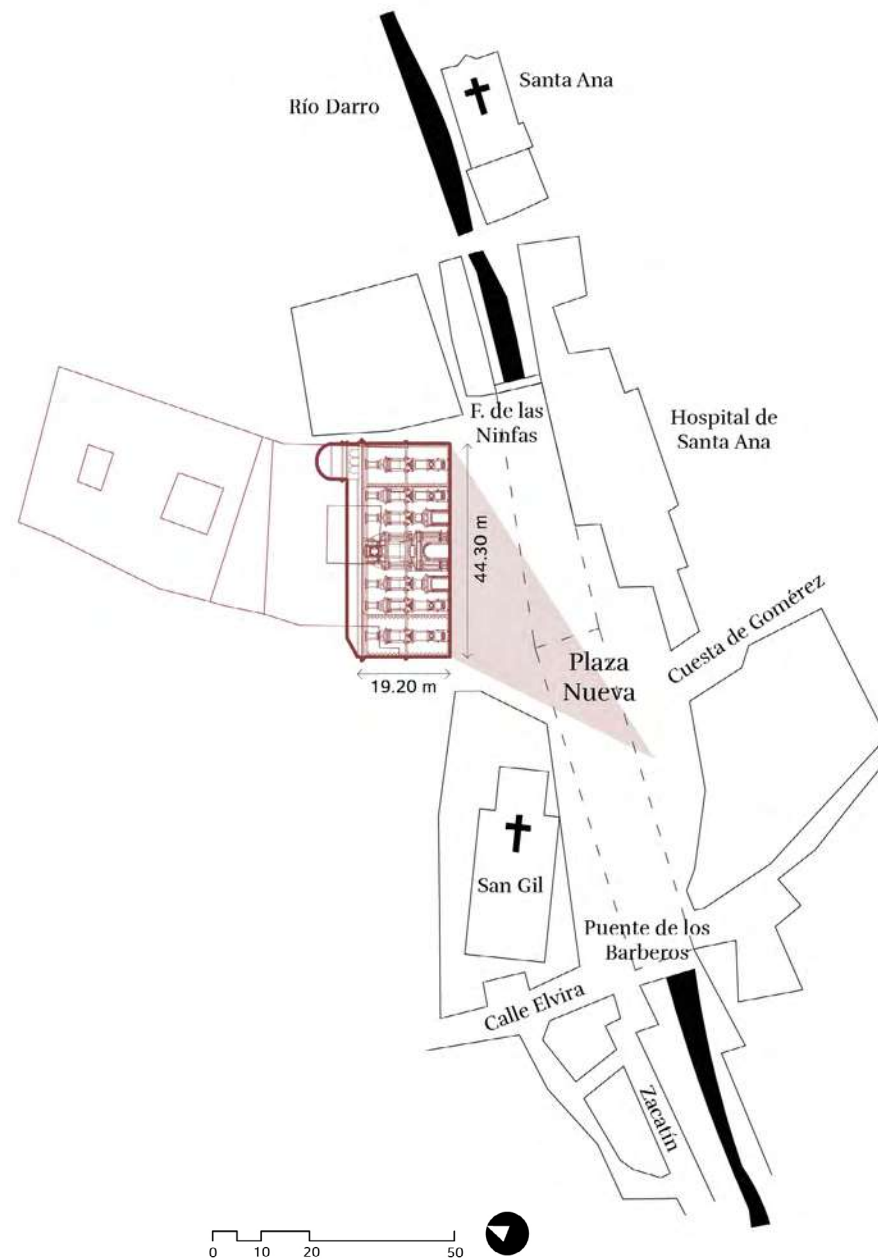 Santa Ana
Río Darro
F. de las
Ninfas
Hospital de
Santa Ana
44.30 m
19.20 m
Cuesta de Gomérez
Plaza
Nueva
San Gil
Puente de los
Barberos
Calle Elvira
Zacatín
0 10 20 50